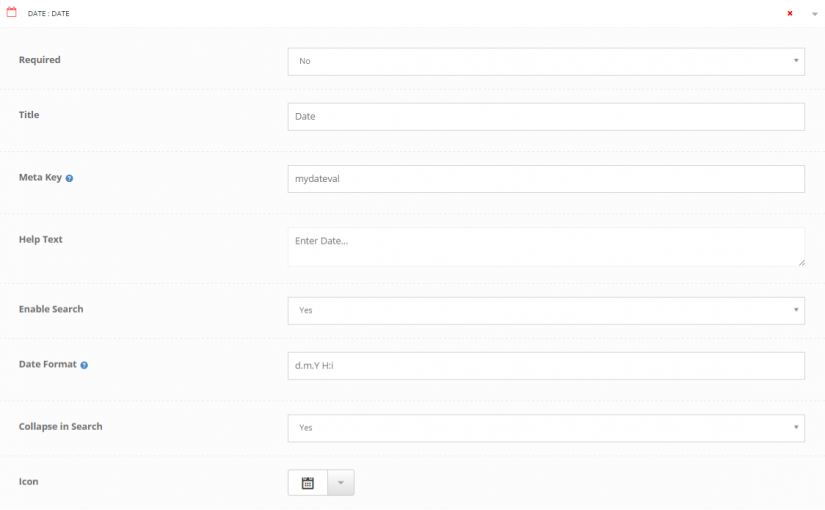 DATE : DATE
Required
No
Title
Date
Meta Key
mydateval
Help Text
Enter Date...
Enable Search
Yes
Date Format
d.m.Y H:i
Collapse in Search
Yes
Icon